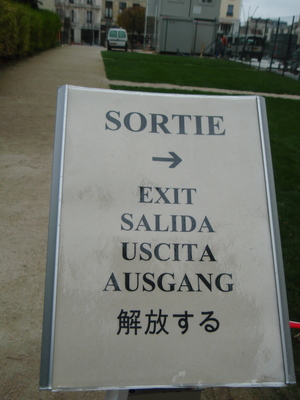 SORTIE
→
EXIT
SALIDA
USCITA
AUSGANG
解放する